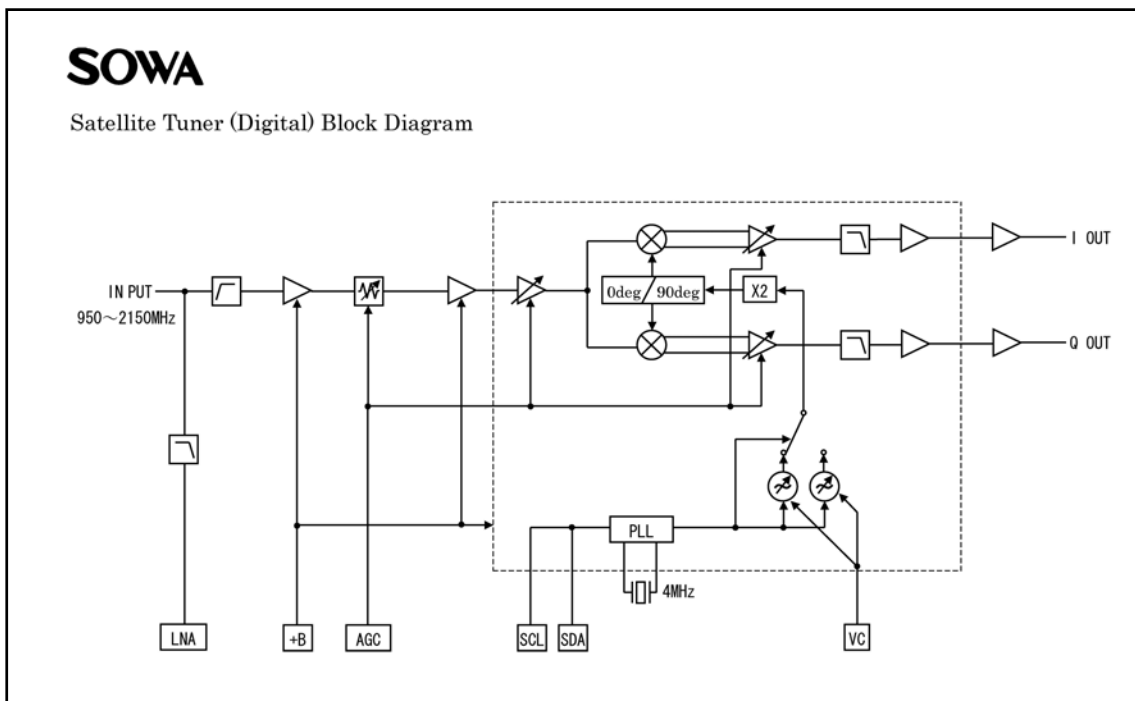 SOWA
Satellite Tuner (Digital) Block Diagram
IN PUT
950～2150MHz
0deg/90deg
X2
I OUT
Q OUT
PLL
4MHz
LNA
+B
AGC
SCL
SDA
VC